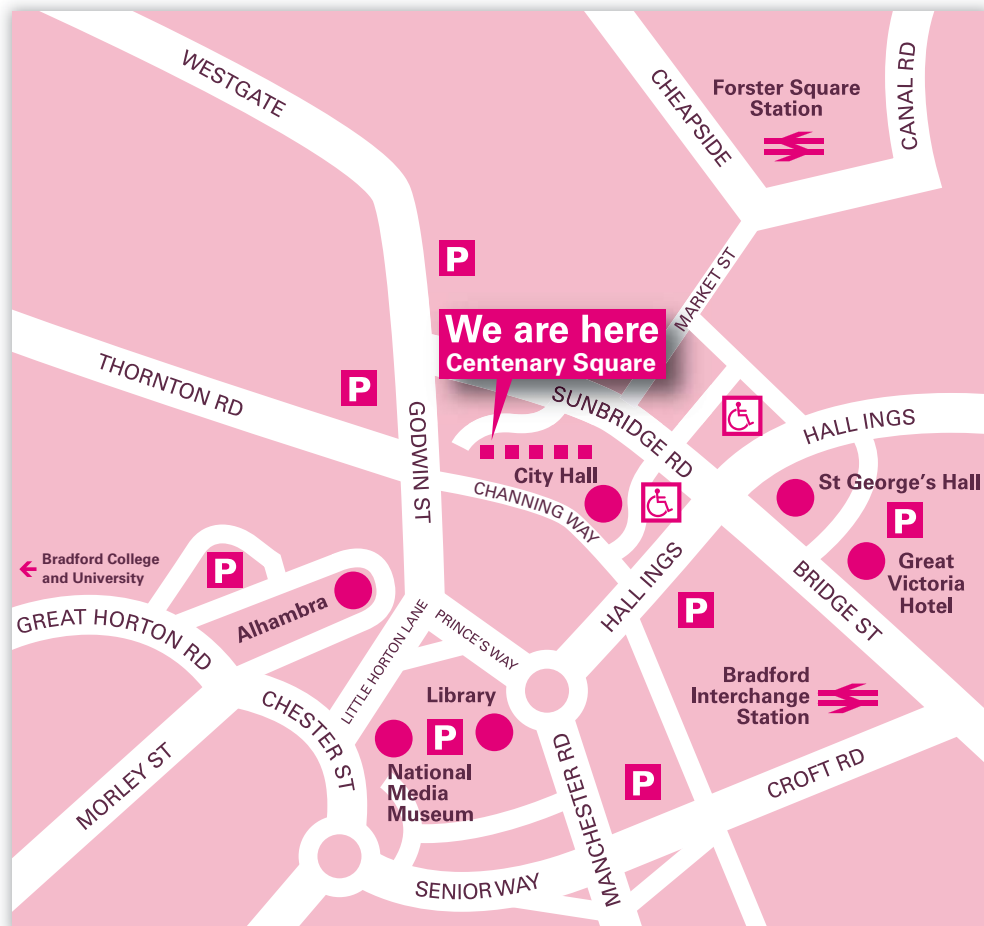 WESTGATE
CHEAPSIDE
Forster Square
Station
CANAL RD
P
MARKET ST
We are here
Centenary Square
THORNTON RD
P
GODWIN ST
SUNBRIDGE RD
HALL INGS
City Hall
CHANNING WAY
St George's Hall
P
Great
Victoria
Hotel
Bradford College
and University
P
Alhambra
GREAT HORTON RD
LITTLE HORTON LANE
PRINCE'S WAY
HALL INGS
P
BRIDGE ST
Bradford
Interchange
Station
CHESTER ST
Library
P
National
Media
Museum
MORLEY ST
MANCHESTER RD
P
CROFT RD
SENIOR WAY